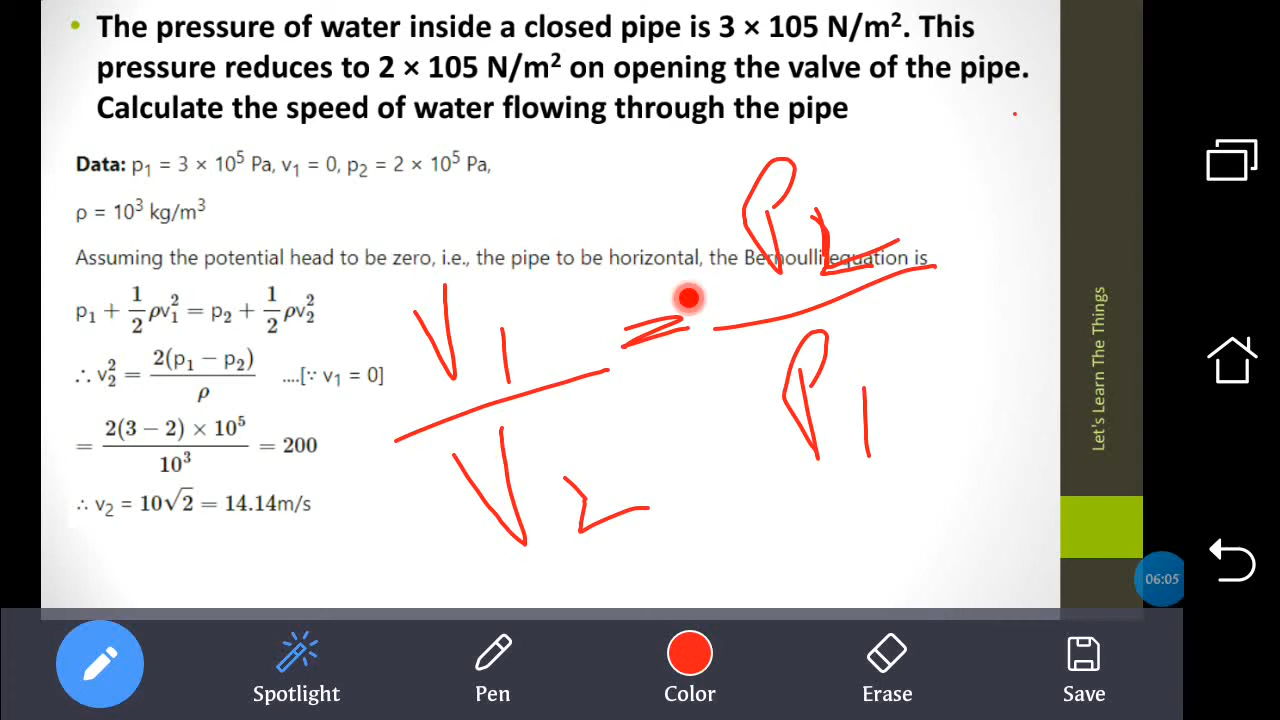 • The pressure of water inside a closed pipe is 3 × 105 N/m². This
pressure reduces to 2 × 105 N/m² on opening the valve of the pipe.
Calculate the speed of water flowing through the pipe
Data: p₁ = 3 × 10⁵ Pa, v₁ = 0, p₂ = 2 × 10⁵ Pa,
ρ = 10³ kg/m³
Assuming the potential head to be zero, i.e., the pipe to be horizontal, the Bernoulli equation is
p₁ + 1/2 ρv₁² = p₂ + 1/2 ρv₂²
∴ v₂² = 2(p₁ − p₂)/ρ ....[∵ v₁ = 0]
= 2(3 − 2) × 10⁵/10³ = 200
∴ v₂ = 10√2 = 14.14m/s
V1/V2 = P2/P1
Let's Learn The Things
06:05
Spotlight
Pen
Color
Erase
Save